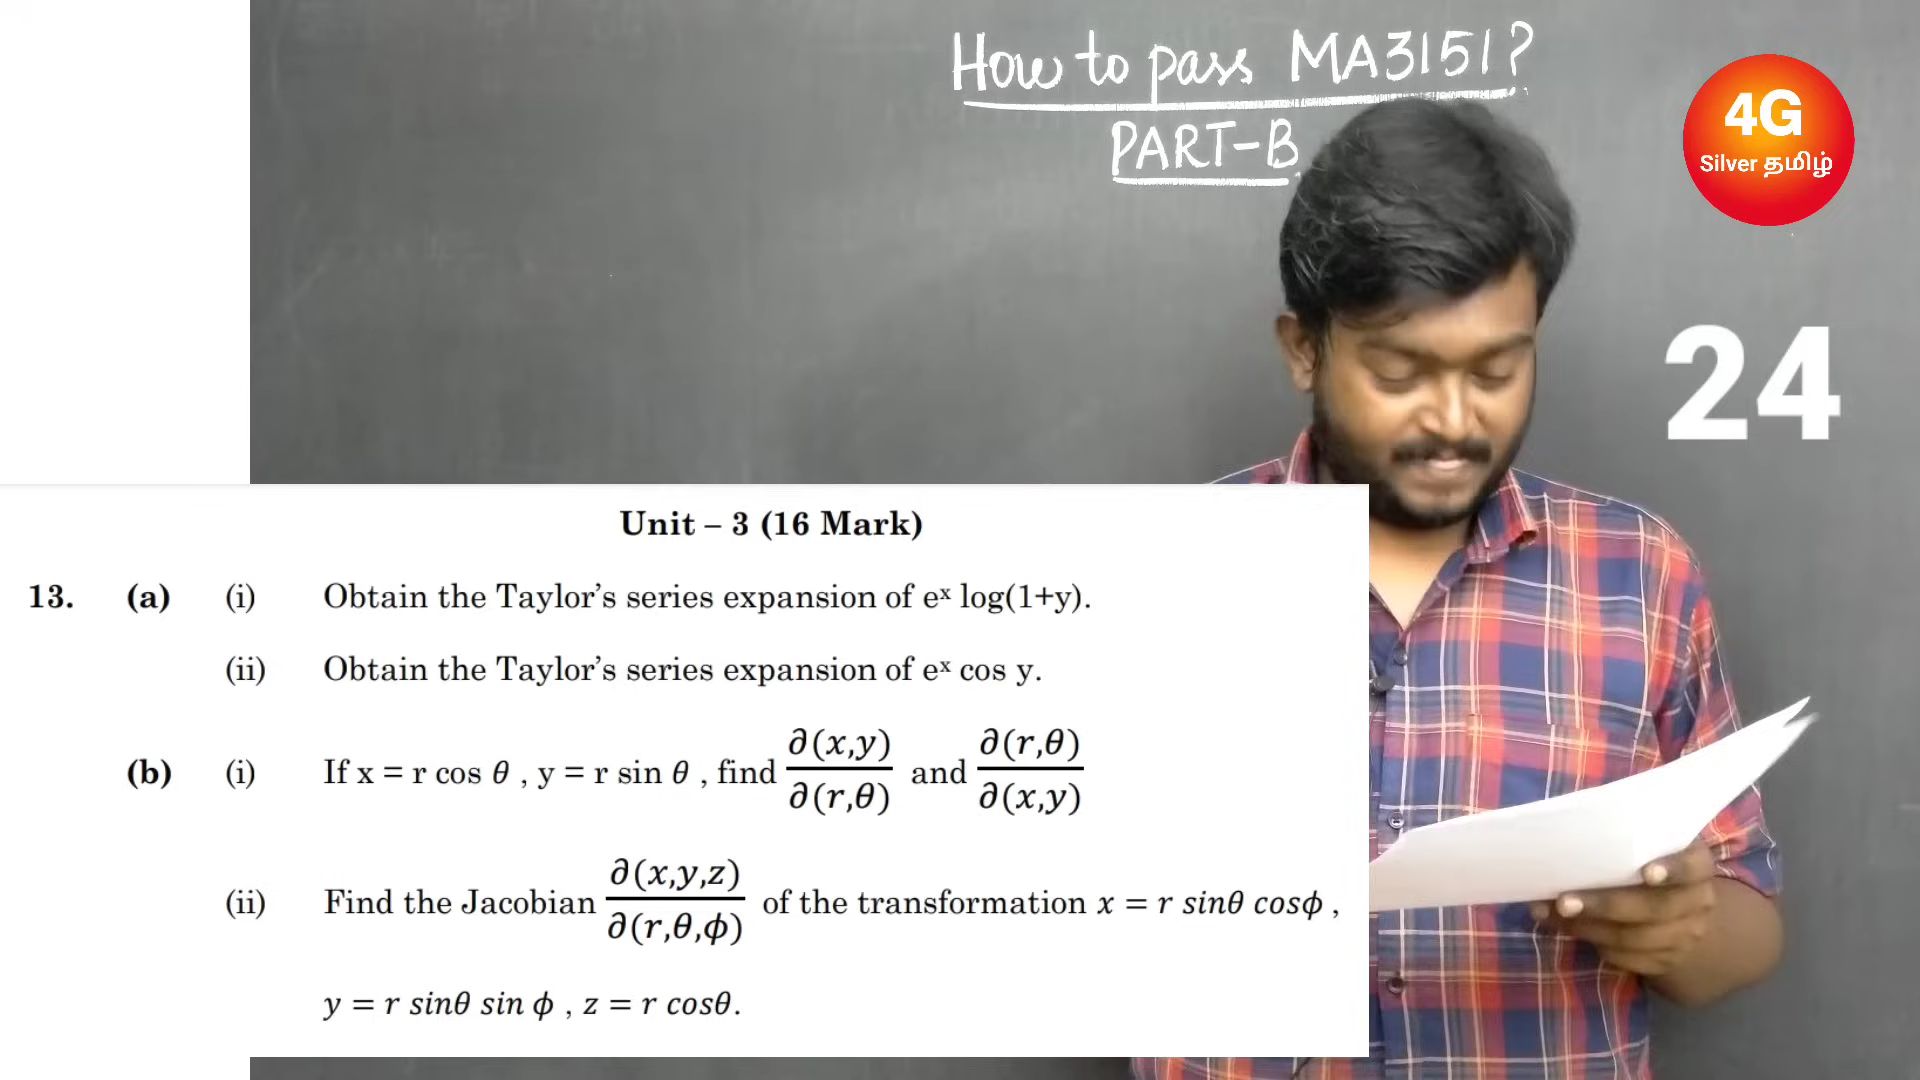 How to pass MA3151?
PART-B
4G
Silver தமிழ்
24
Unit – 3 (16 Mark)
13. (a) (i) Obtain the Taylor’s series expansion of eˣ log(1+y).
(ii) Obtain the Taylor’s series expansion of eˣ cos y.
(b) (i) If x = r cos θ , y = r sin θ , find ∂(x,y)/∂(r,θ) and ∂(r,θ)/∂(x,y)
(ii) Find the Jacobian ∂(x,y,z)/∂(r,θ,ϕ) of the transformation x = r sinθ cosϕ ,
y = r sinθ sin ϕ , z = r cosθ.